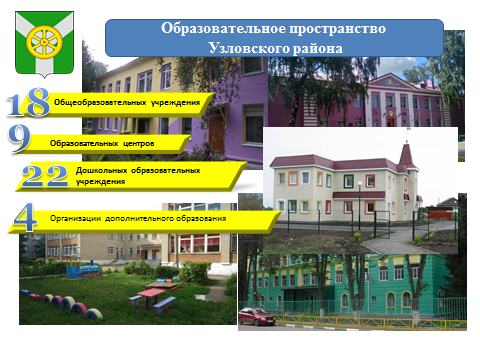 Образовательное пространство
Узловского района
18 Общеобразовательных учреждения
9 Образовательных центров
22 Дошкольных образовательных
учреждения
4 Организации дополнительного образования